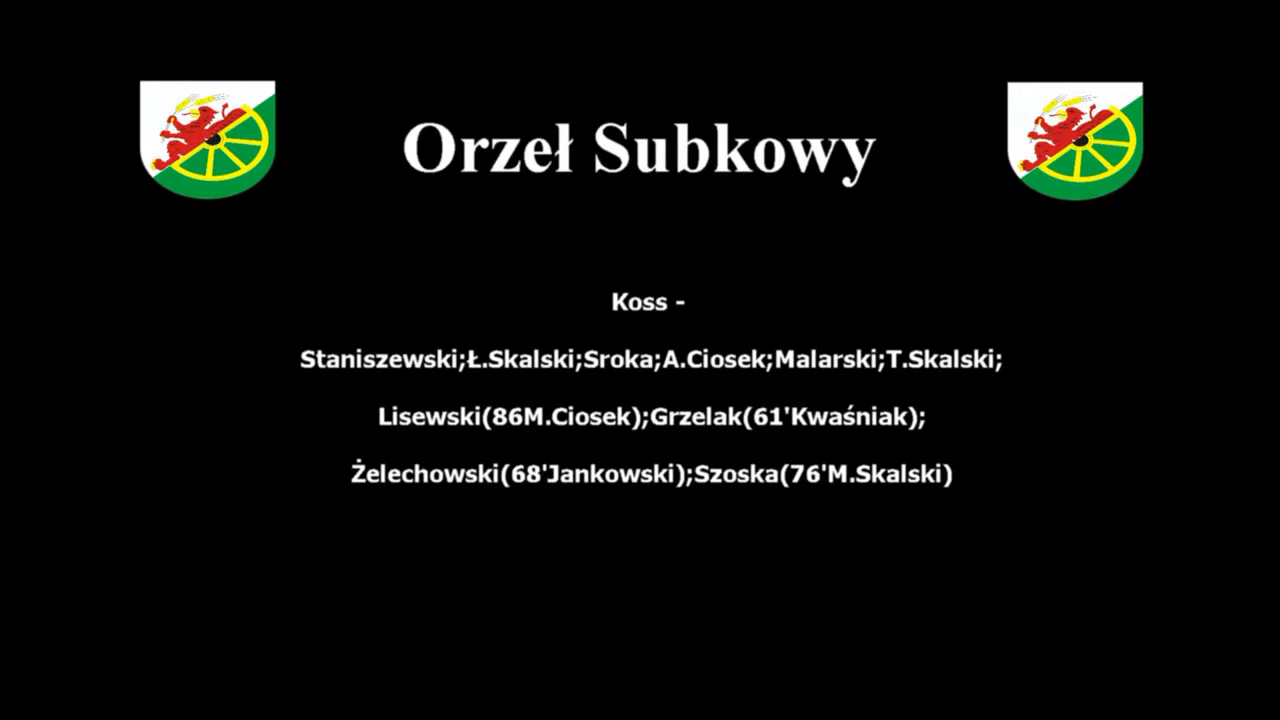 Orzeł Subkowy
Koss -
Staniszewski;Ł.Skalski;Sroka;A.Ciosek;Malarski;T.Skalski;
Lisewski(86M.Ciosek);Grzelak(61'Kwaśniak);
Żelechowski(68'Jankowski);Szoska(76'M.Skalski)